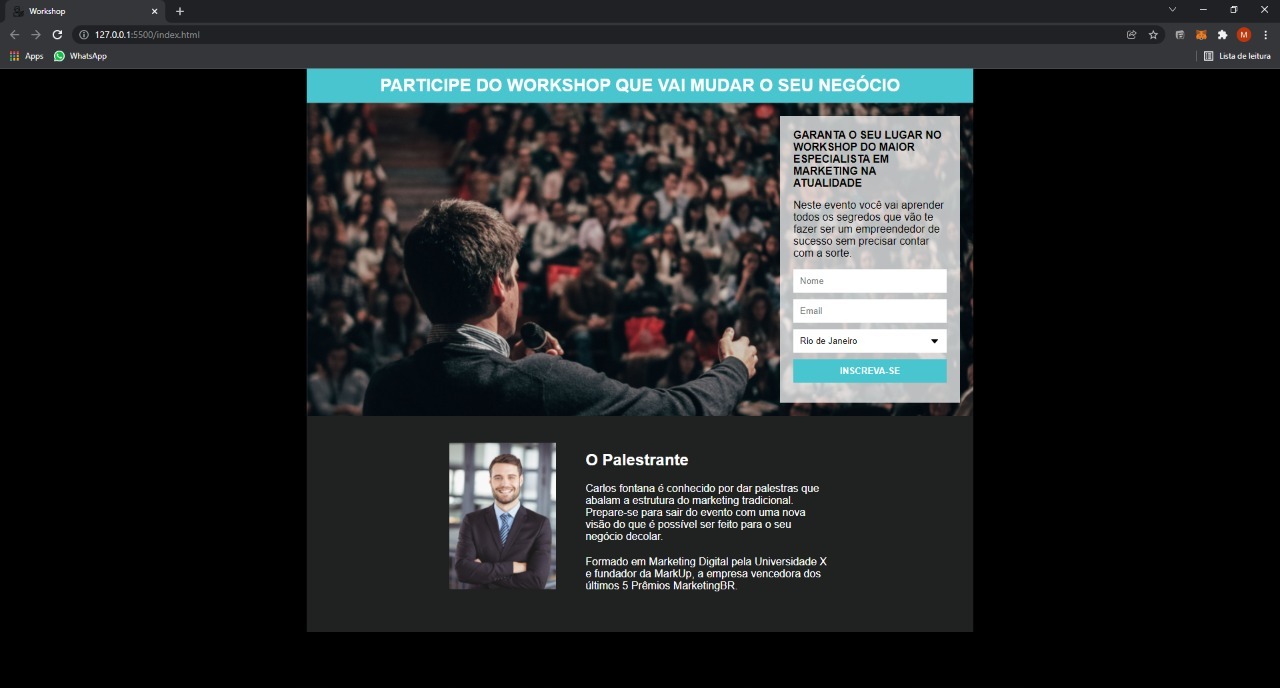 Workshop
127.0.0.1:5500/index.html
M
Apps
WhatsApp
Lista de leitura
PARTICIPE DO WORKSHOP QUE VAI MUDAR O SEU NEGÓCIO
GARANTA O SEU LUGAR NO
WORKSHOP DO MAIOR
ESPECIALISTA EM
MARKETING NA
ATUALIDADE
Neste evento você vai aprender
todos os segredos que vão te
fazer ser um empreendedor de
sucesso sem precisar contar
com a sorte.
Nome
Email
Rio de Janeiro
INSCREVA-SE
O Palestrante
Carlos fontana é conhecido por dar palestras que
abalam a estrutura do marketing tradicional.
Prepare-se para sair do evento com uma nova
visão do que é possível ser feito para o seu
negócio decolar.
Formado em Marketing Digital pela Universidade X
e fundador da MarkUp, a empresa vencedora dos
últimos 5 Prêmios MarketingBR.